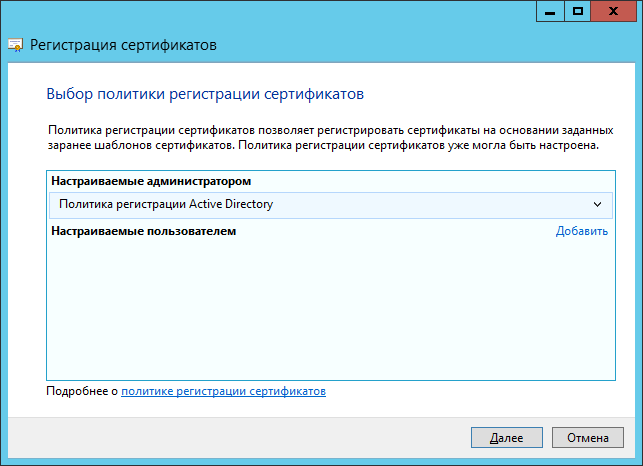 Регистрация сертификатов
Выбор политики регистрации сертификатов
Политика регистрации сертификатов позволяет регистрировать сертификаты на основании заданных
заранее шаблонов сертификатов. Политика регистрации сертификатов уже могла быть настроена.
Настраиваемые администратором
Политика регистрации Active Directory
Настраиваемые пользователем Добавить
Подробнее о политике регистрации сертификатов
Далее Отмена